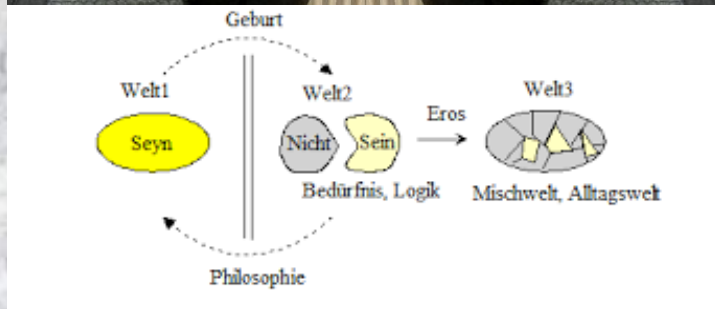 Geburt
Welt1
Welt2
Welt3
Seyn
Nicht
Sein
Eros
Bedürfnis, Logik
Mischwelt, Alltagswelt
Philosophie